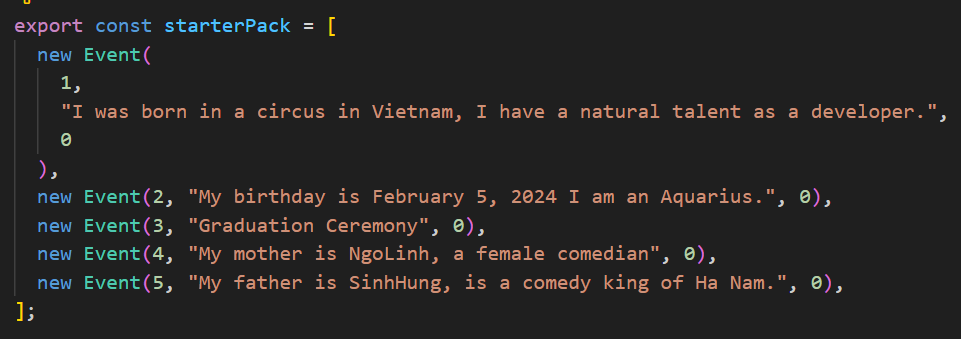 export const starterPack = [
new Event(
1,
"I was born in a circus in Vietnam, I have a natural talent as a developer.",
0
),
new Event(2, "My birthday is February 5, 2024 I am an Aquarius.", 0),
new Event(3, "Graduation Ceremony", 0),
new Event(4, "My mother is NgoLinh, a female comedian", 0),
new Event(5, "My father is SinhHung, is a comedy king of Ha Nam.", 0),
];